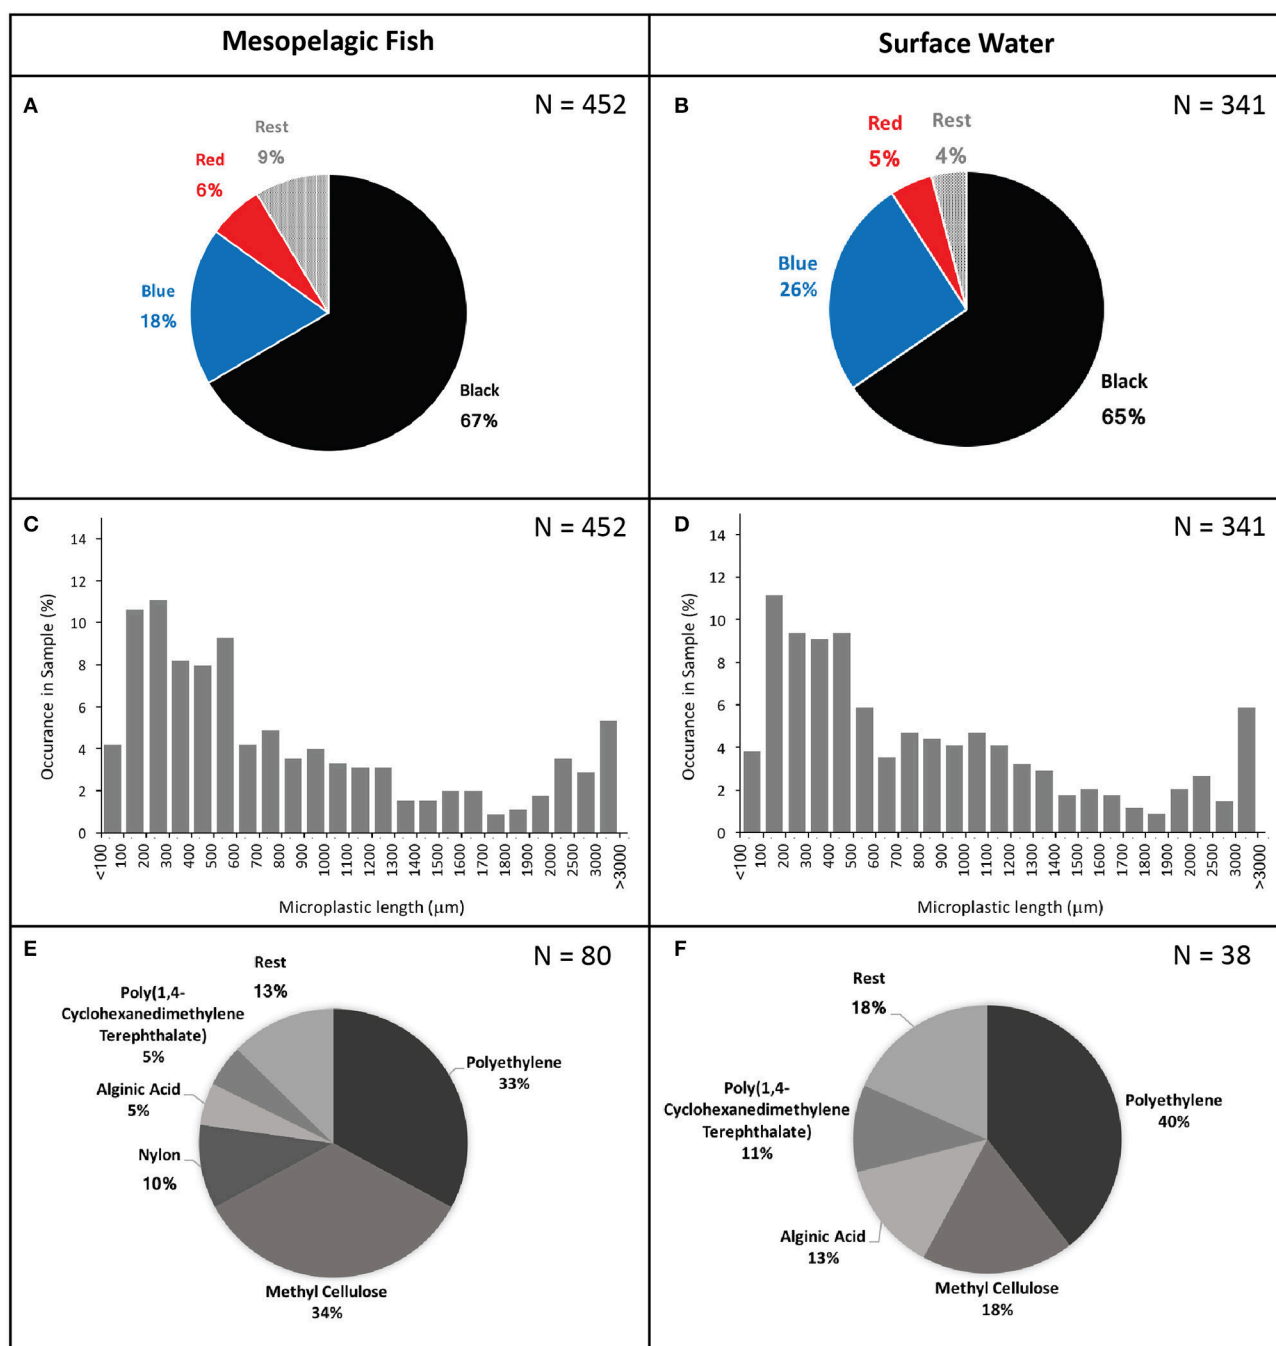 Mesopelagic Fish
Surface Water
A
N = 452
Rest
9%
Red
6%
Blue
18%
Black
67%
B
N = 341
Red
5%
Rest
4%
Blue
26%
Black
65%
C
N = 452
Occurance in Sample (%)
14
12
10
8
6
4
2
0
<100
100
200
300
400
500
600
700
800
900
1000
1100
1200
1300
1400
1500
1600
1700
1800
1900
2000
2500
3000
>3000
Microplastic length (μm)
D
N = 341
Occurance in Sample (%)
14
12
10
8
6
4
2
0
<100
100
200
300
400
500
600
700
800
900
1000
1100
1200
1300
1400
1500
1600
1700
1800
1900
2000
2500
3000
>3000
Microplastic length (μm)
E
N = 80
Rest
13%
Poly(1,4-
Cyclohexanedimethylene
Terephthalate)
5%
Alginic Acid
5%
Nylon
10%
Polyethylene
33%
Methyl Cellulose
34%
F
N = 38
Rest
18%
Poly(1,4-
Cyclohexanedimethylene
Terephthalate)
11%
Alginic Acid
13%
Polyethylene
40%
Methyl Cellulose
18%